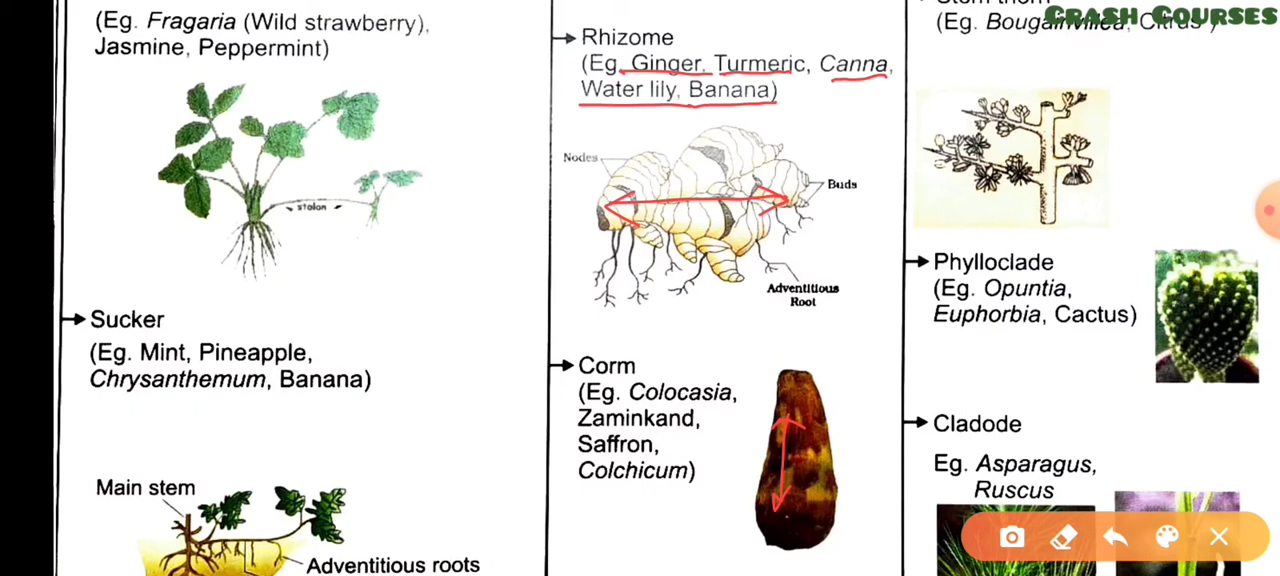 CRASH COURSES
(Eg. Fragaria (Wild strawberry),
Jasmine, Peppermint)
stolon
Sucker
(Eg. Mint, Pineapple,
Chrysanthemum, Banana)
Main stem
Adventitious roots
Rhizome
(Eg. Ginger, Turmeric, Canna,
Water lily, Banana)
Nodes
Buds
Adventitious
Root
Corm
(Eg. Colocasia,
Zaminkand,
Saffron,
Colchicum)
(Eg. Bougainvillea, Citrus)
Phylloclade
(Eg. Opuntia,
Euphorbia, Cactus)
Cladode
Eg. Asparagus,
Ruscus